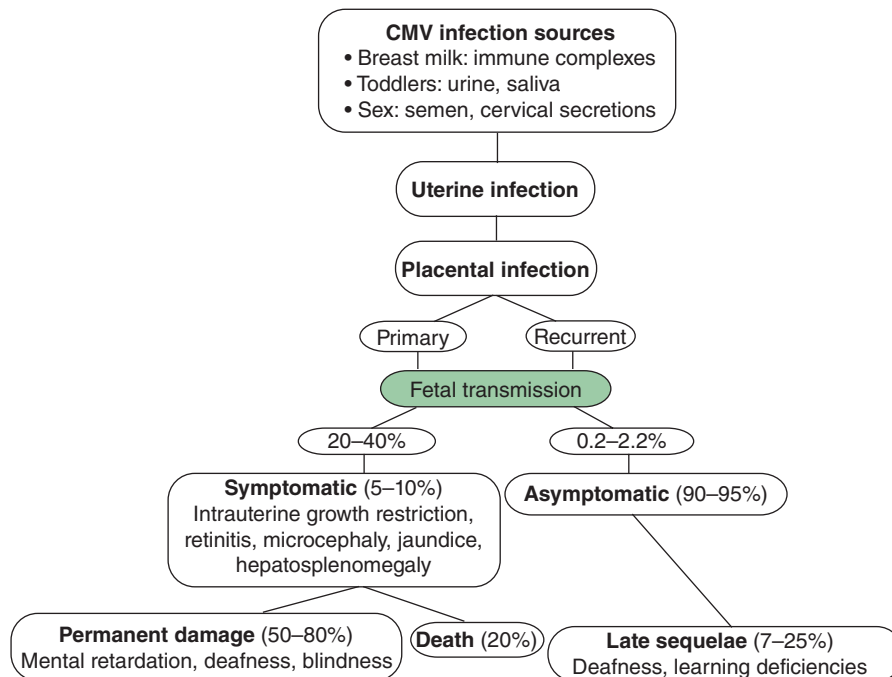 CMV infection sources
• Breast milk: immune complexes
• Toddlers: urine, saliva
• Sex: semen, cervical secretions
Uterine infection
Placental infection
Primary
Recurrent
Fetal transmission
20–40%
0.2–2.2%
Symptomatic (5–10%)
Intrauterine growth restriction,
retinitis, microcephaly, jaundice,
hepatosplenomegaly
Asymptomatic (90–95%)
Permanent damage (50–80%)
Mental retardation, deafness, blindness
Death (20%)
Late sequelae (7–25%)
Deafness, learning deficiencies